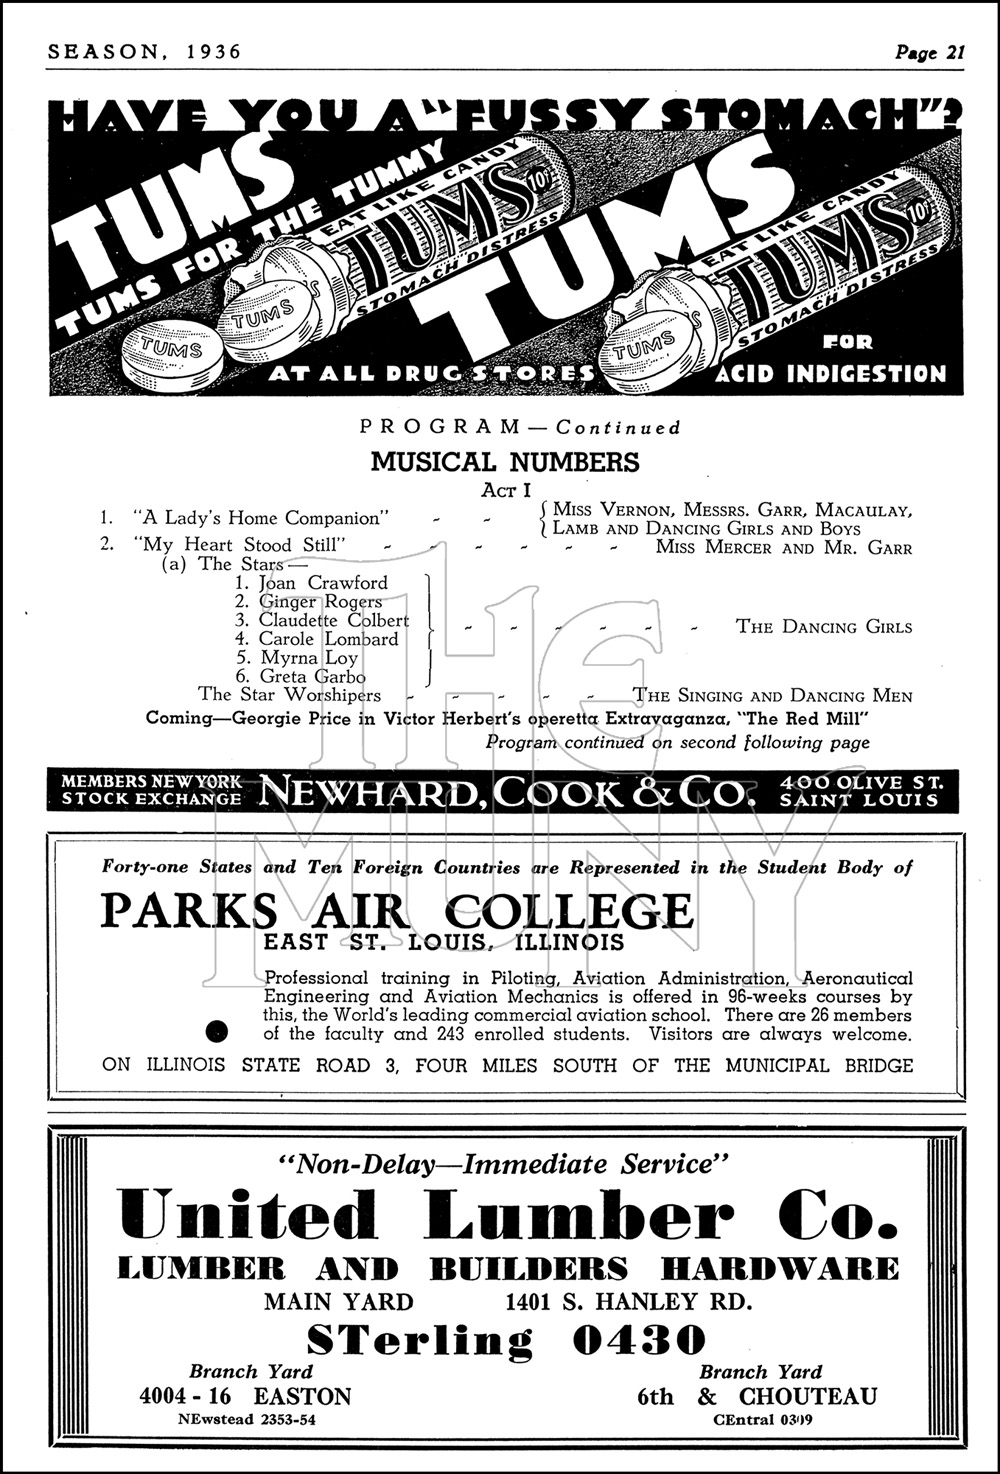 SEASON, 1936 Page 21
HAVE YOU A "FUSSY STOMACH"?
TUMS
TUMS FOR THE TUMMY
EAT LIKE CANDY
TUMS 10¢
STOMACH DISTRESS
TUMS
TUMS
S
TUMS
EAT LIKE CANDY
TUMS 10¢
STOMACH DISTRESS
TUMS
S
AT ALL DRUG STORES
FOR
ACID INDIGESTION
PROGRAM—Continued
MUSICAL NUMBERS
ACT I
1. "A Lady's Home Companion" - - { MISS VERNON, MESSRS. GARR, MACAULAY,
LAMB AND DANCING GIRLS AND BOYS
2. "My Heart Stood Still" - - - - - - MISS MERCER AND MR. GARR
(a) The Stars—
1. Joan Crawford
2. Ginger Rogers
3. Claudette Colbert
4. Carole Lombard } - - - - - - THE DANCING GIRLS
5. Myrna Loy
6. Greta Garbo
The Star Worshipers - - - - - THE SINGING AND DANCING MEN
Coming—Georgie Price in Victor Herbert's operetta Extravaganza, "The Red Mill"
Program continued on second following page
THE
MUNY
MEMBERS NEW YORK
STOCK EXCHANGE
NEWHARD, COOK & CO.
400 OLIVE ST.
SAINT LOUIS
Forty-one States and Ten Foreign Countries are Represented in the Student Body of
PARKS AIR COLLEGE
EAST ST. LOUIS, ILLINOIS
Professional training in Piloting, Aviation Administration, Aeronautical
Engineering and Aviation Mechanics is offered in 96-weeks courses by
this, the World's leading commercial aviation school. There are 26 members
of the faculty and 243 enrolled students. Visitors are always welcome.
ON ILLINOIS STATE ROAD 3, FOUR MILES SOUTH OF THE MUNICIPAL BRIDGE
"Non-Delay—Immediate Service"
United Lumber Co.
LUMBER AND BUILDERS HARDWARE
MAIN YARD 1401 S. HANLEY RD.
STerling 0430
Branch Yard
4004 - 16 EASTON
NEwstead 2353-54
Branch Yard
6th & CHOUTEAU
CEntral 0309